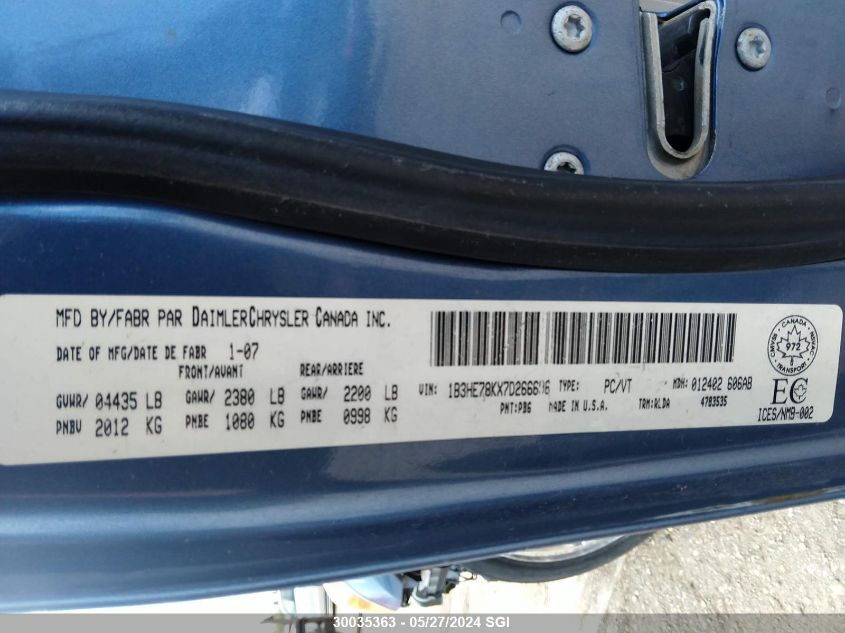 MFD BY/FABR PAR DAIMLERCHRYSLER CANADA INC.
DATE OF MFG/DATE DE FABR 1-07
FRONT/AVANT REAR/ARRIERE
GVWR/ 04435 LB GAWR/ 2380 LB GAWR/ 2200 LB
PNBV 2012 KG PNBE 1080 KG PNBE 0998 KG
VIN: TYPE: PC/VT MDH: 012402 606AB
PNT:PBG MADE IN U.S.A. TRM:RLDA 4783535
CANADA
972
TRANSPORT
EC
ICES/NMB-002
30035363 - 05/27/2024 SGI